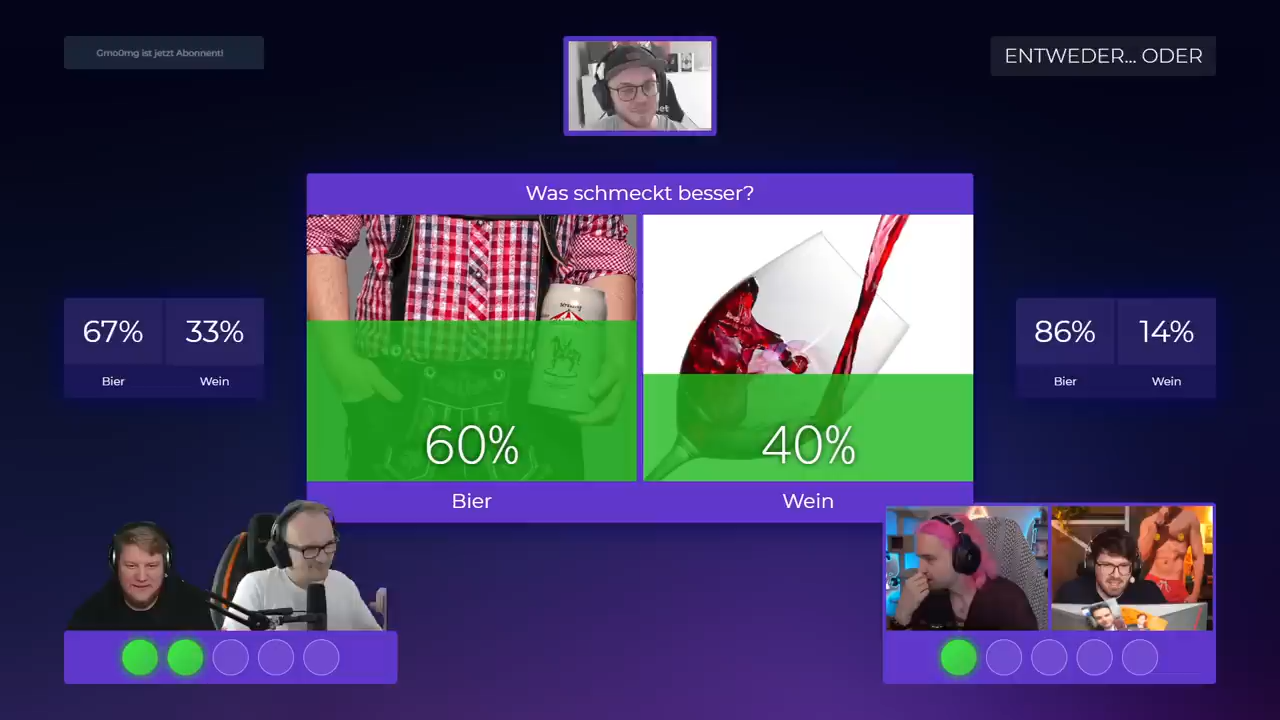 Gmo0mg ist jetzt Abonnent!
ENTWEDER... ODER
Was schmeckt besser?
67%
33%
Bier
Wein
60%
40%
Bier
Wein
86%
14%
Bier
Wein